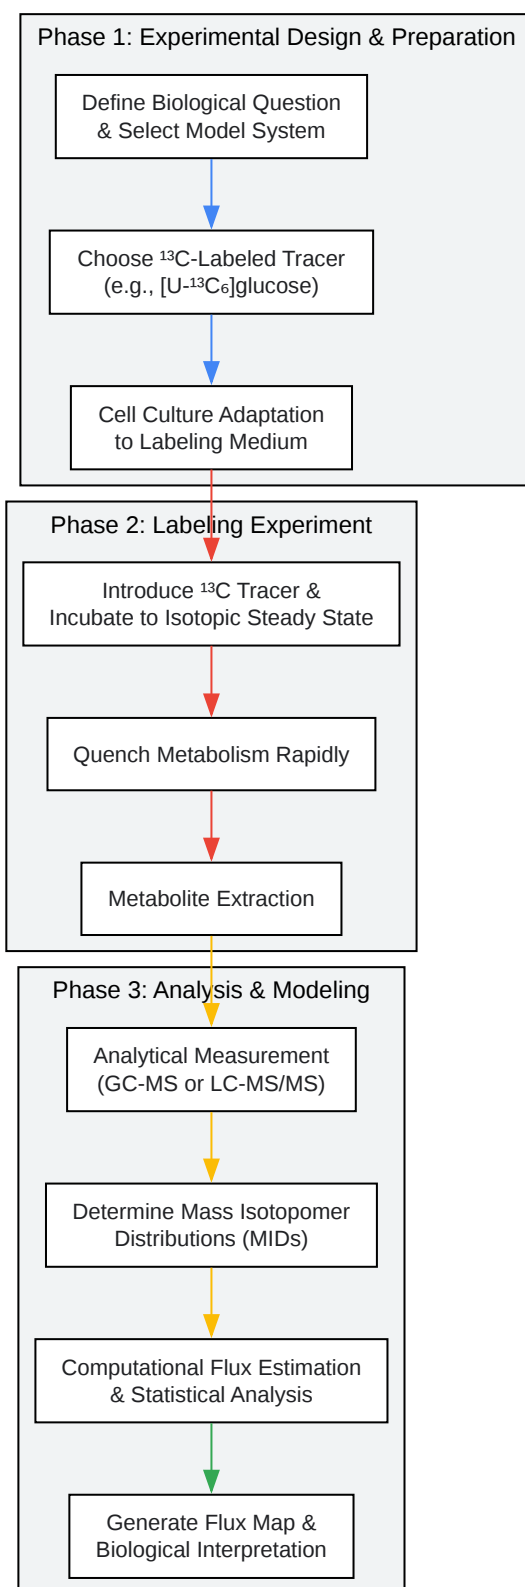 Phase 1: Experimental Design & Preparation
Define Biological Question
& Select Model System
Choose ¹³C-Labeled Tracer
(e.g., [U-¹³C₆]glucose)
Cell Culture Adaptation
to Labeling Medium
Phase 2: Labeling Experiment
Introduce ¹³C Tracer &
Incubate to Isotopic Steady State
Quench Metabolism Rapidly
Metabolite Extraction
Phase 3: Analysis & Modeling
Analytical Measurement
(GC-MS or LC-MS/MS)
Determine Mass Isotopomer
Distributions (MIDs)
Computational Flux Estimation
& Statistical Analysis
Generate Flux Map &
Biological Interpretation